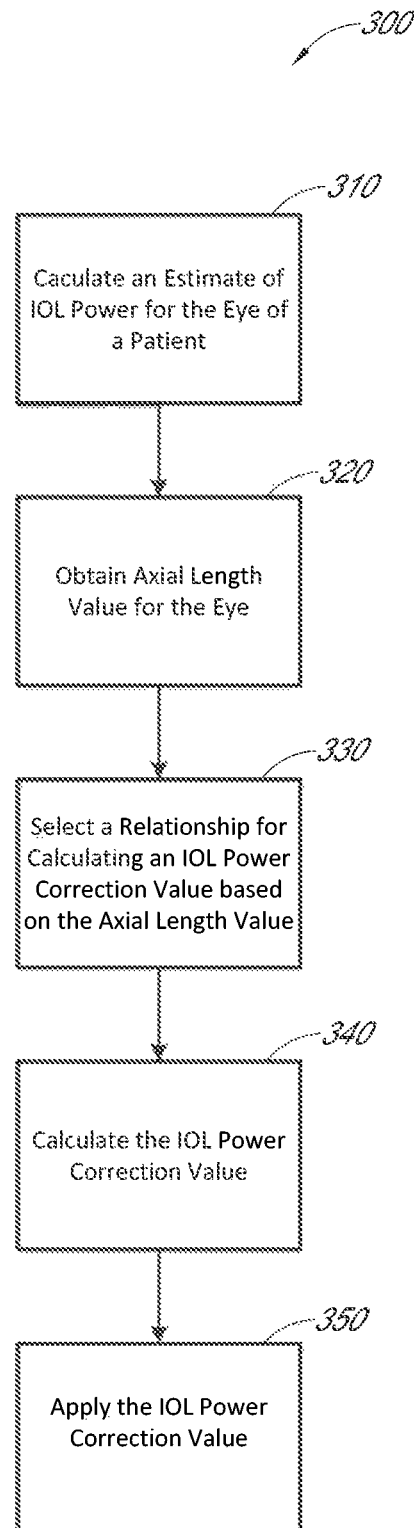 300
310
Caculate an Estimate of
IOL Power for the Eye of
a Patient
320
Obtain Axial Length
Value for the Eye
330
Select a Relationship for
Calculating an IOL Power
Correction Value based
on the Axial Length Value
340
Calculate the IOL Power
Correction Value
350
Apply the IOL Power
Correction Value